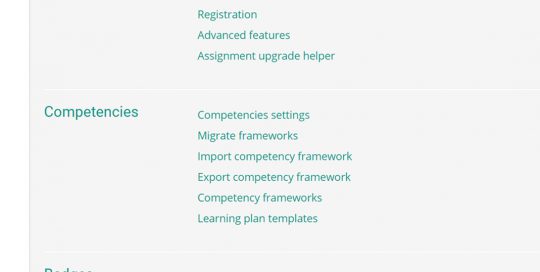 Registration
Advanced features
Assignment upgrade helper
Competencies
Competencies settings
Migrate frameworks
Import competency framework
Export competency framework
Competency frameworks
Learning plan templates